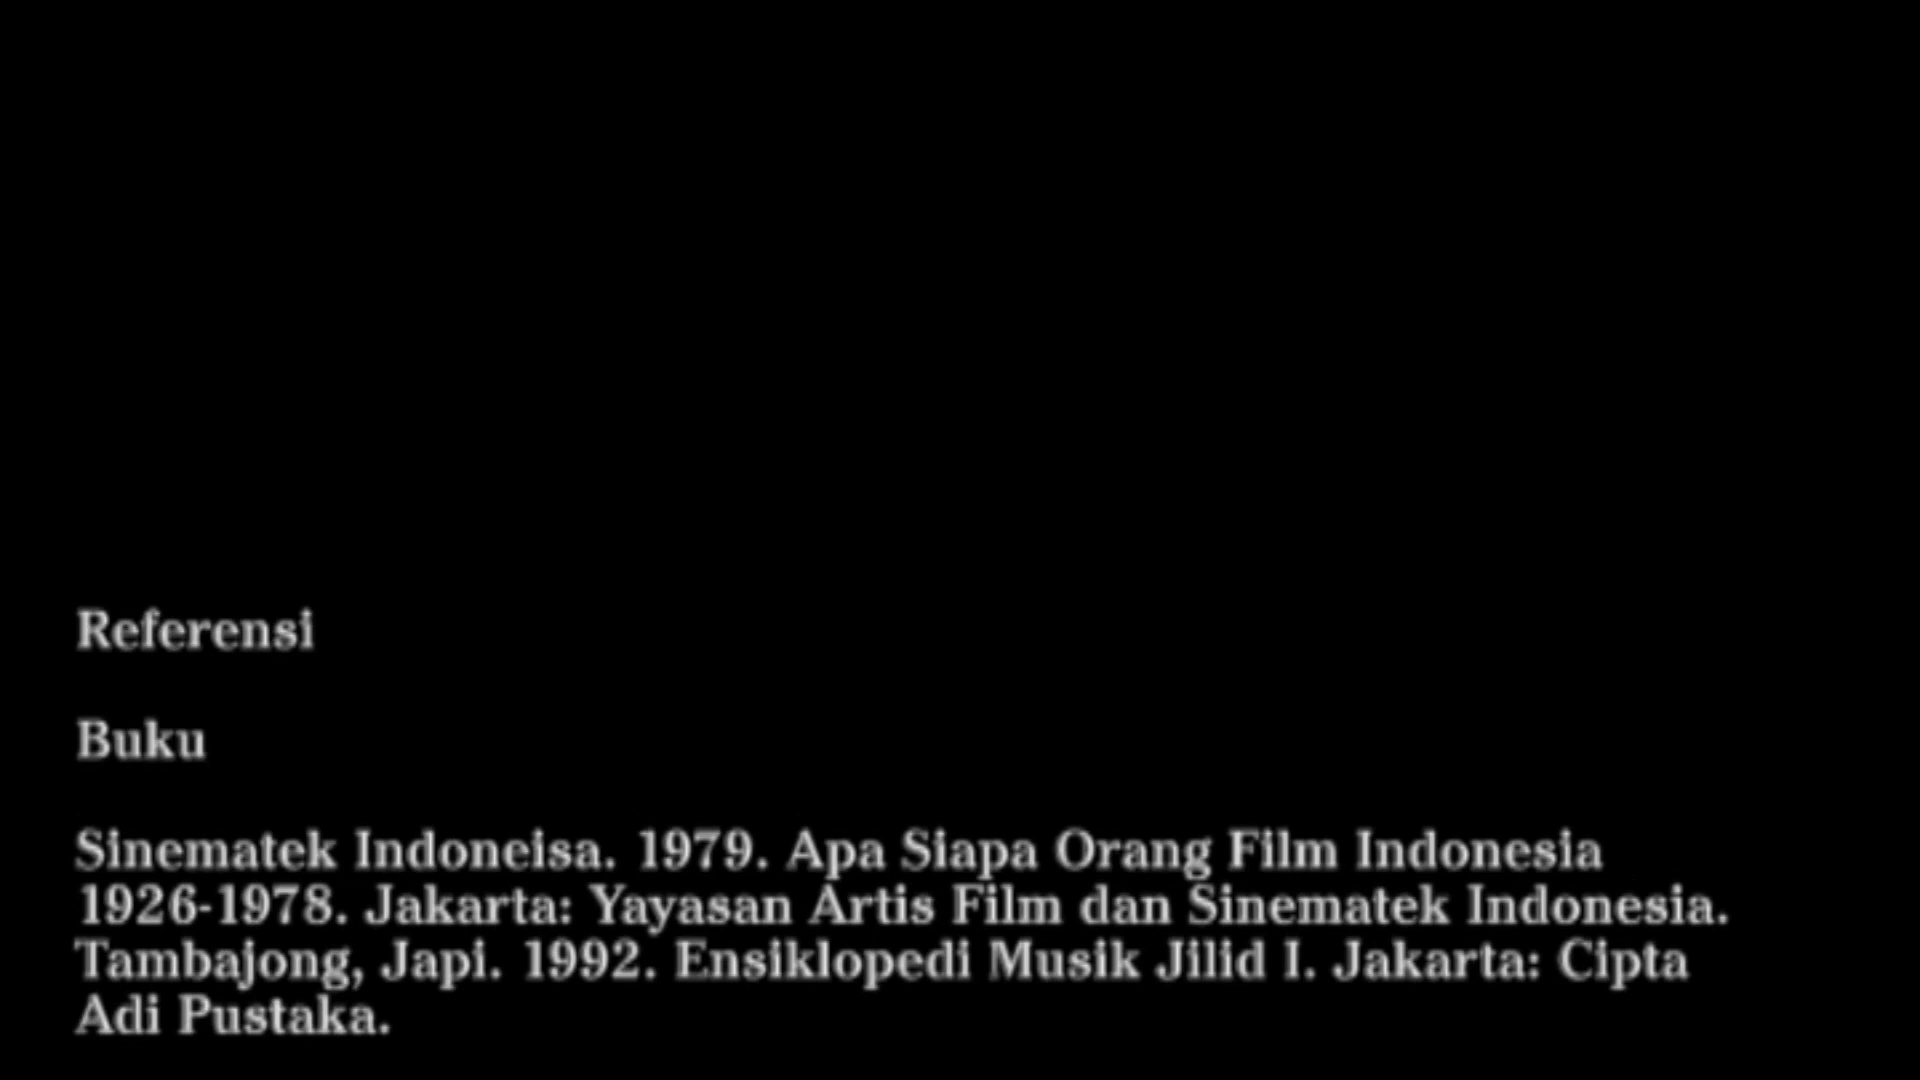 Referensi
Buku
Sinematek Indoneisa. 1979. Apa Siapa Orang Film Indonesia
1926-1978. Jakarta: Yayasan Artis Film dan Sinematek Indonesia.
Tambajong, Japi. 1992. Ensiklopedi Musik Jilid I. Jakarta: Cipta
Adi Pustaka.